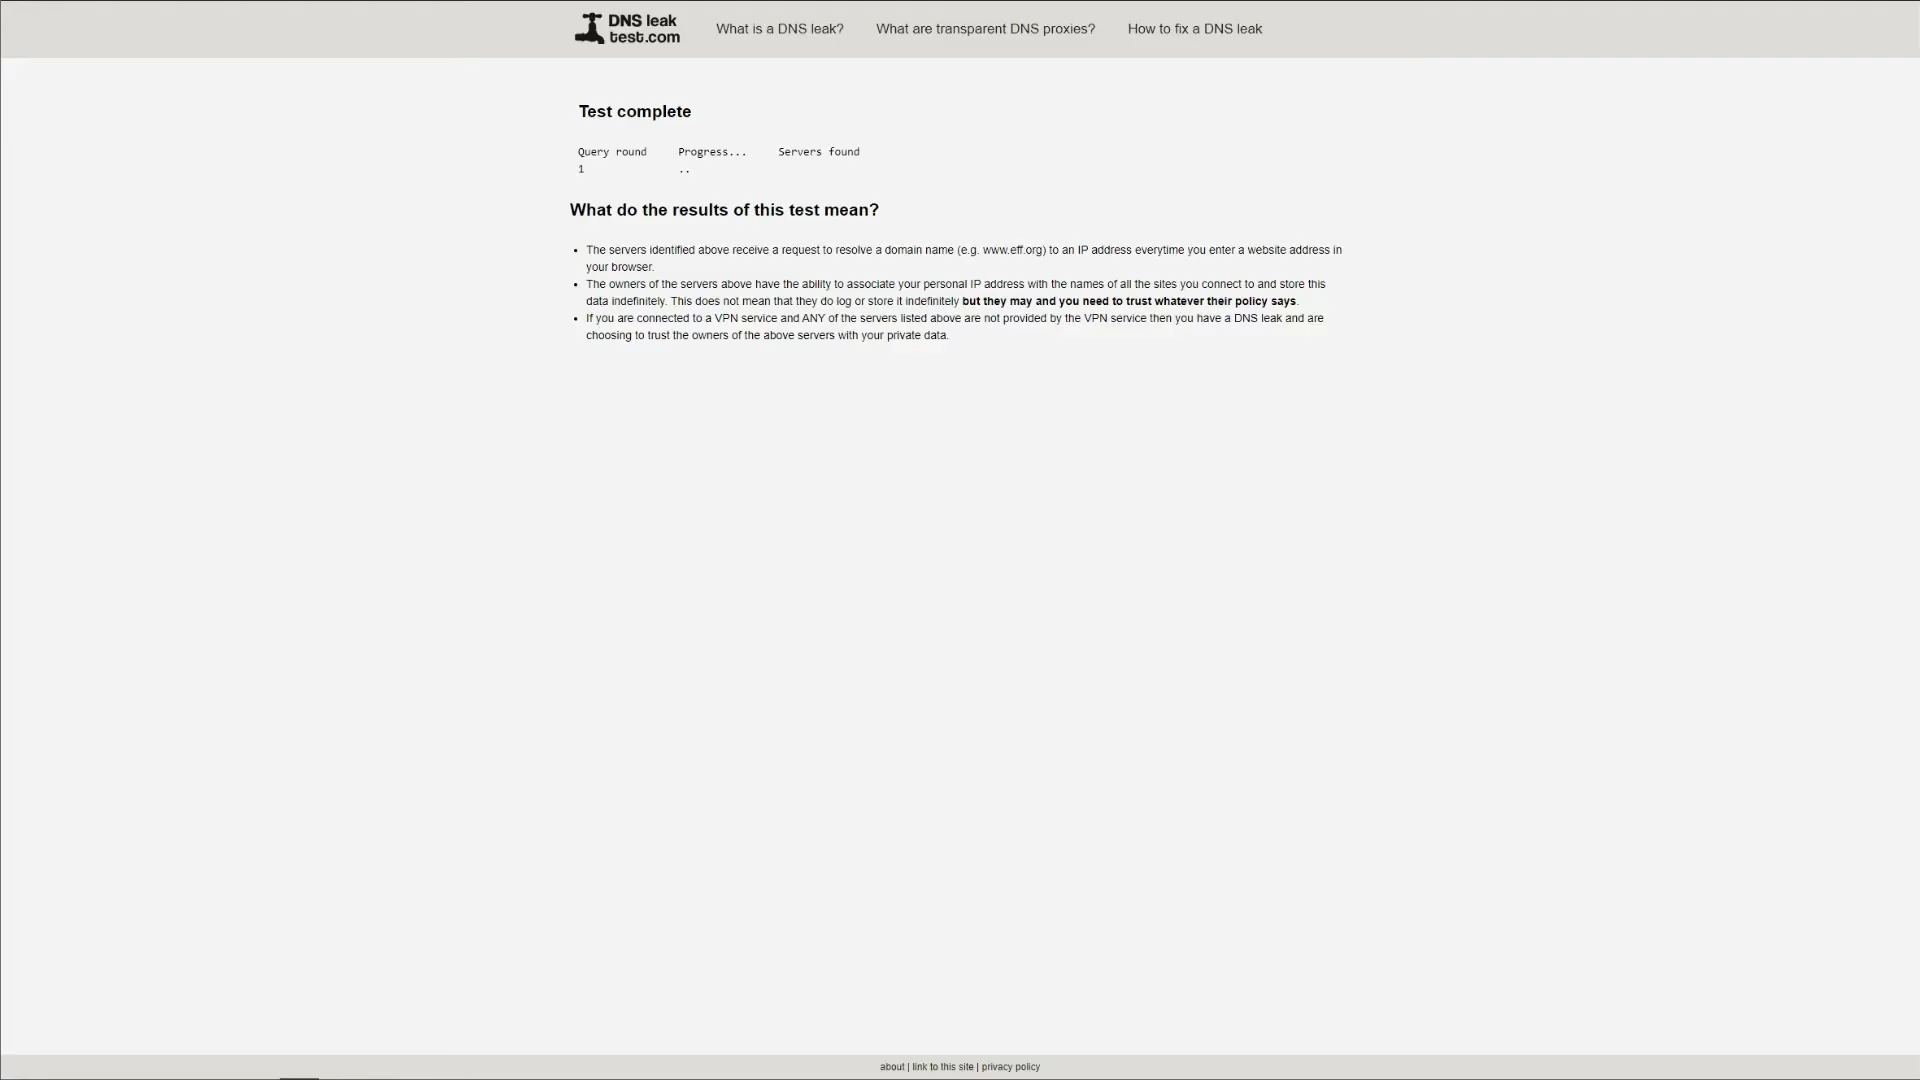 DNS leak
test.com
What is a DNS leak? What are transparent DNS proxies? How to fix a DNS leak
Test complete
Query round Progress... Servers found
1 ..
What do the results of this test mean?
• The servers identified above receive a request to resolve a domain name (e.g. www.eff.org) to an IP address everytime you enter a website address in
your browser.
• The owners of the servers above have the ability to associate your personal IP address with the names of all the sites you connect to and store this
data indefinitely. This does not mean that they do log or store it indefinitely but they may and you need to trust whatever their policy says.
• If you are connected to a VPN service and ANY of the servers listed above are not provided by the VPN service then you have a DNS leak and are
choosing to trust the owners of the above servers with your private data.
about | link to this site | privacy policy